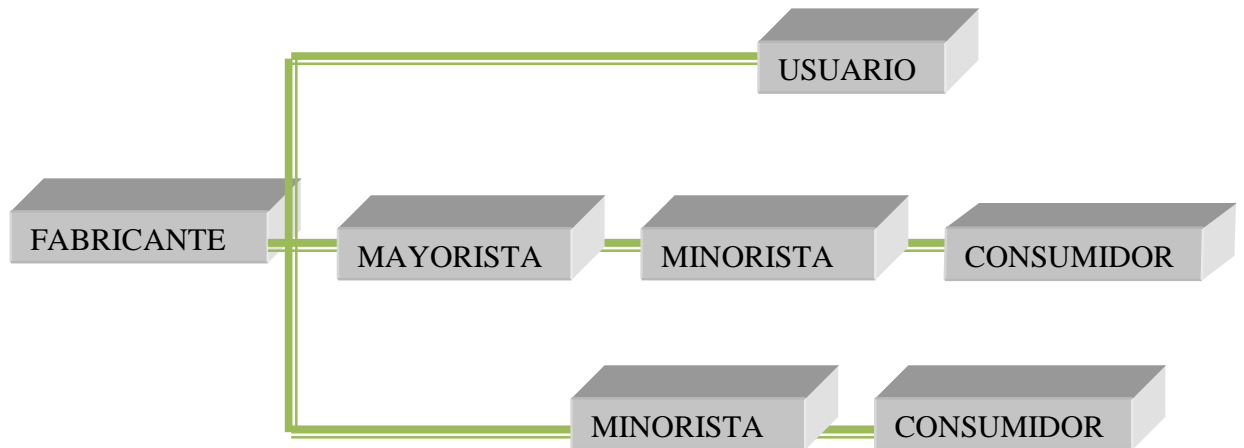 USUARIO
FABRICANTE
MAYORISTA
MINORISTA
CONSUMIDOR
MINORISTA
CONSUMIDOR